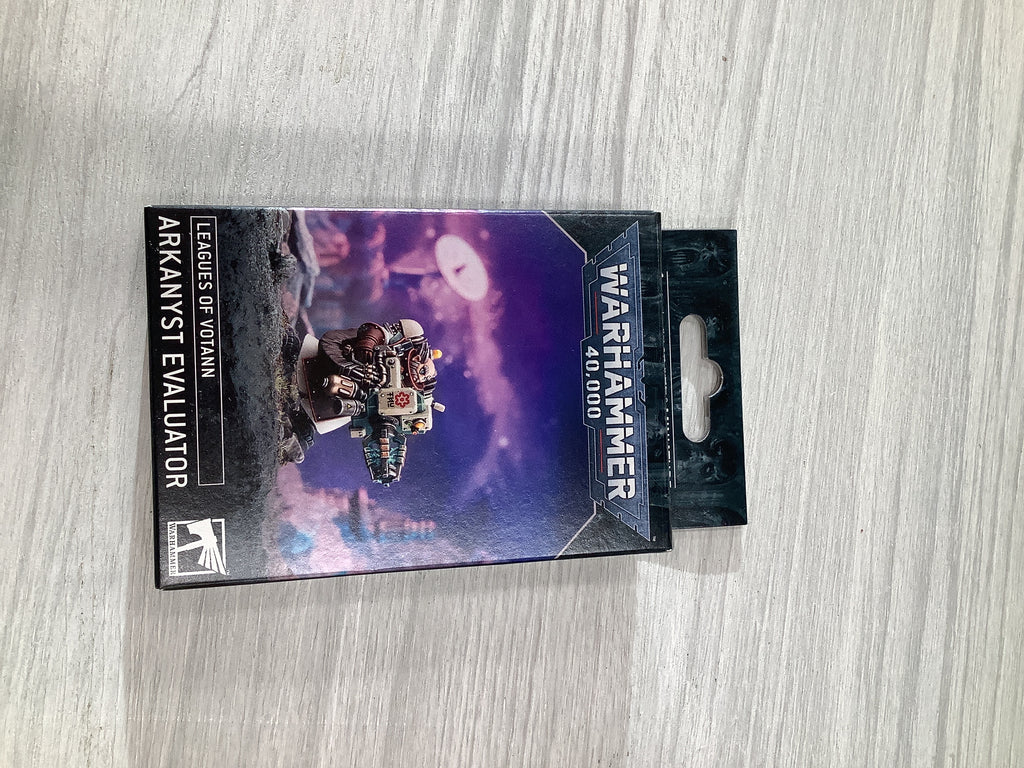 WARHAMMER
40,000
LEAGUES OF VOTANN
ARKANYST EVALUATOR
WARHAMMER